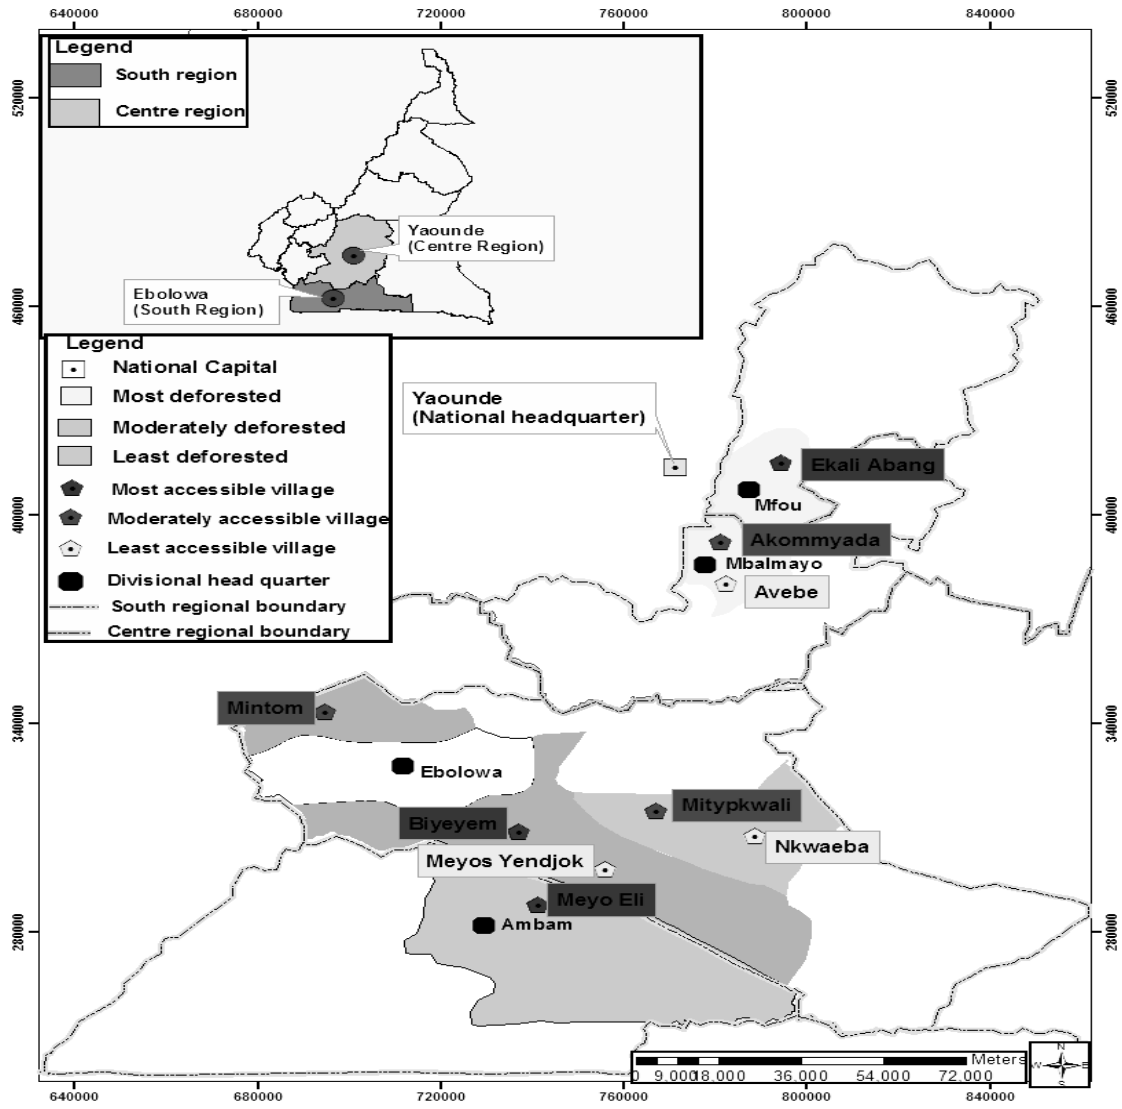 640000 680000 720000 760000 800000 840000
520000
460000
400000
340000
280000
520000
460000
400000
340000
280000
Legend
South region
Centre region
Yaounde
(Centre Region)
Ebolowa
(South Region)
Legend
National Capital
Most deforested
Moderately deforested
Least deforested
Most accessible village
Moderately accessible village
Least accessible village
Divisional head quarter
South regional boundary
Centre regional boundary
Yaounde
(National headquarter)
Ekali Abang
Mfou
Akommyada
Mbalmayo
Avebe
Mintom
Ebolowa
Mitypkwali
Biyeyem
Nkwaeba
Meyos Yendjok
Meyo Eli
Ambam
Meters
0 9.000 18.000 36.000 54.000 72.000
N
W E
S
640000 680000 720000 760000 800000 840000